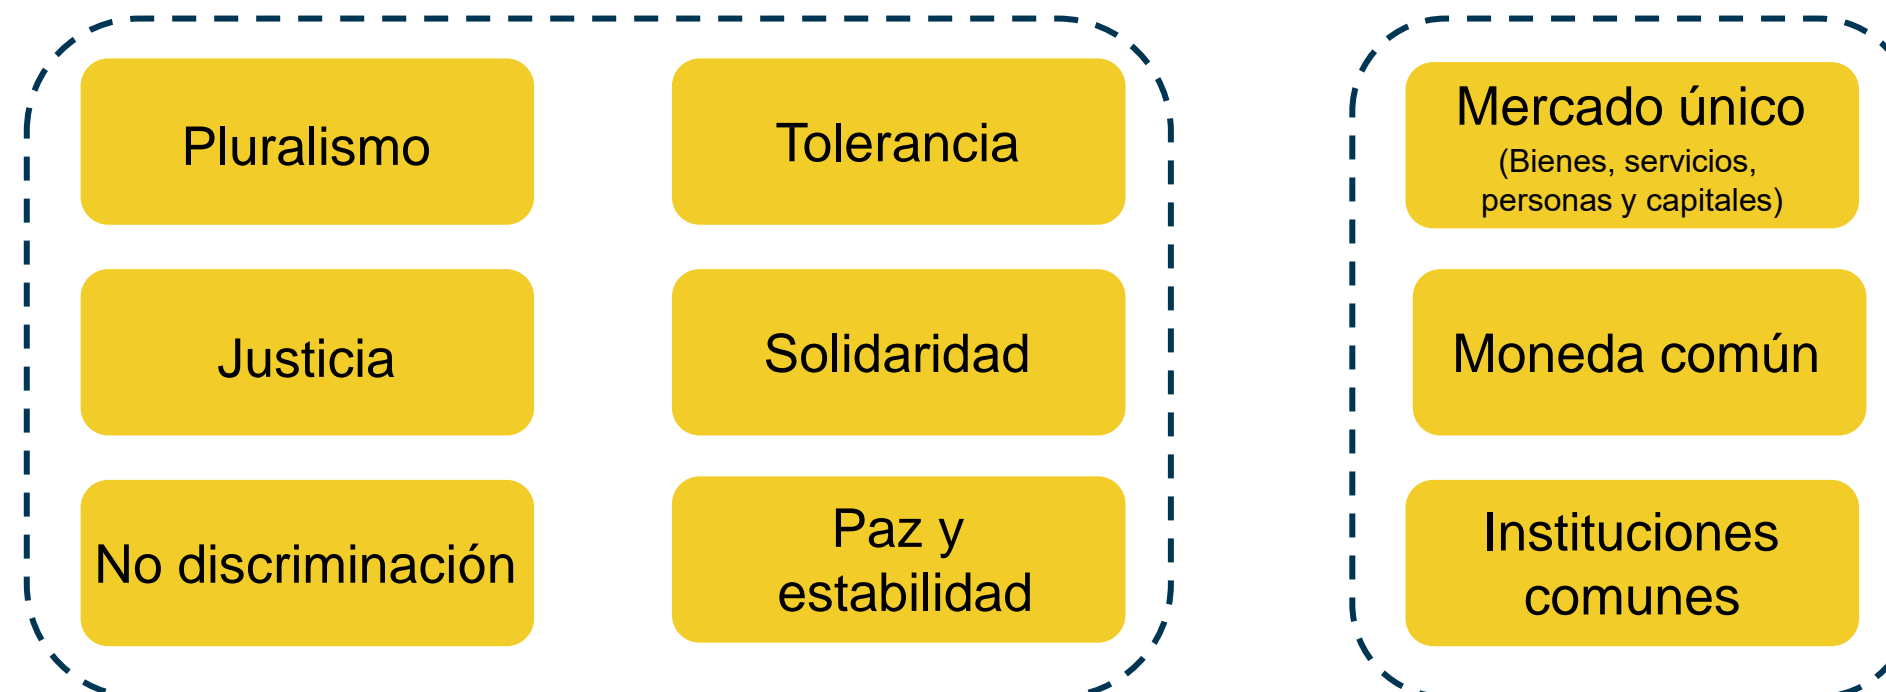 Pluralismo
Tolerancia
Justicia
Solidaridad
No discriminación
Paz y
estabilidad
Mercado único
(Bienes, servicios,
personas y capitales)
Moneda común
Instituciones
comunes